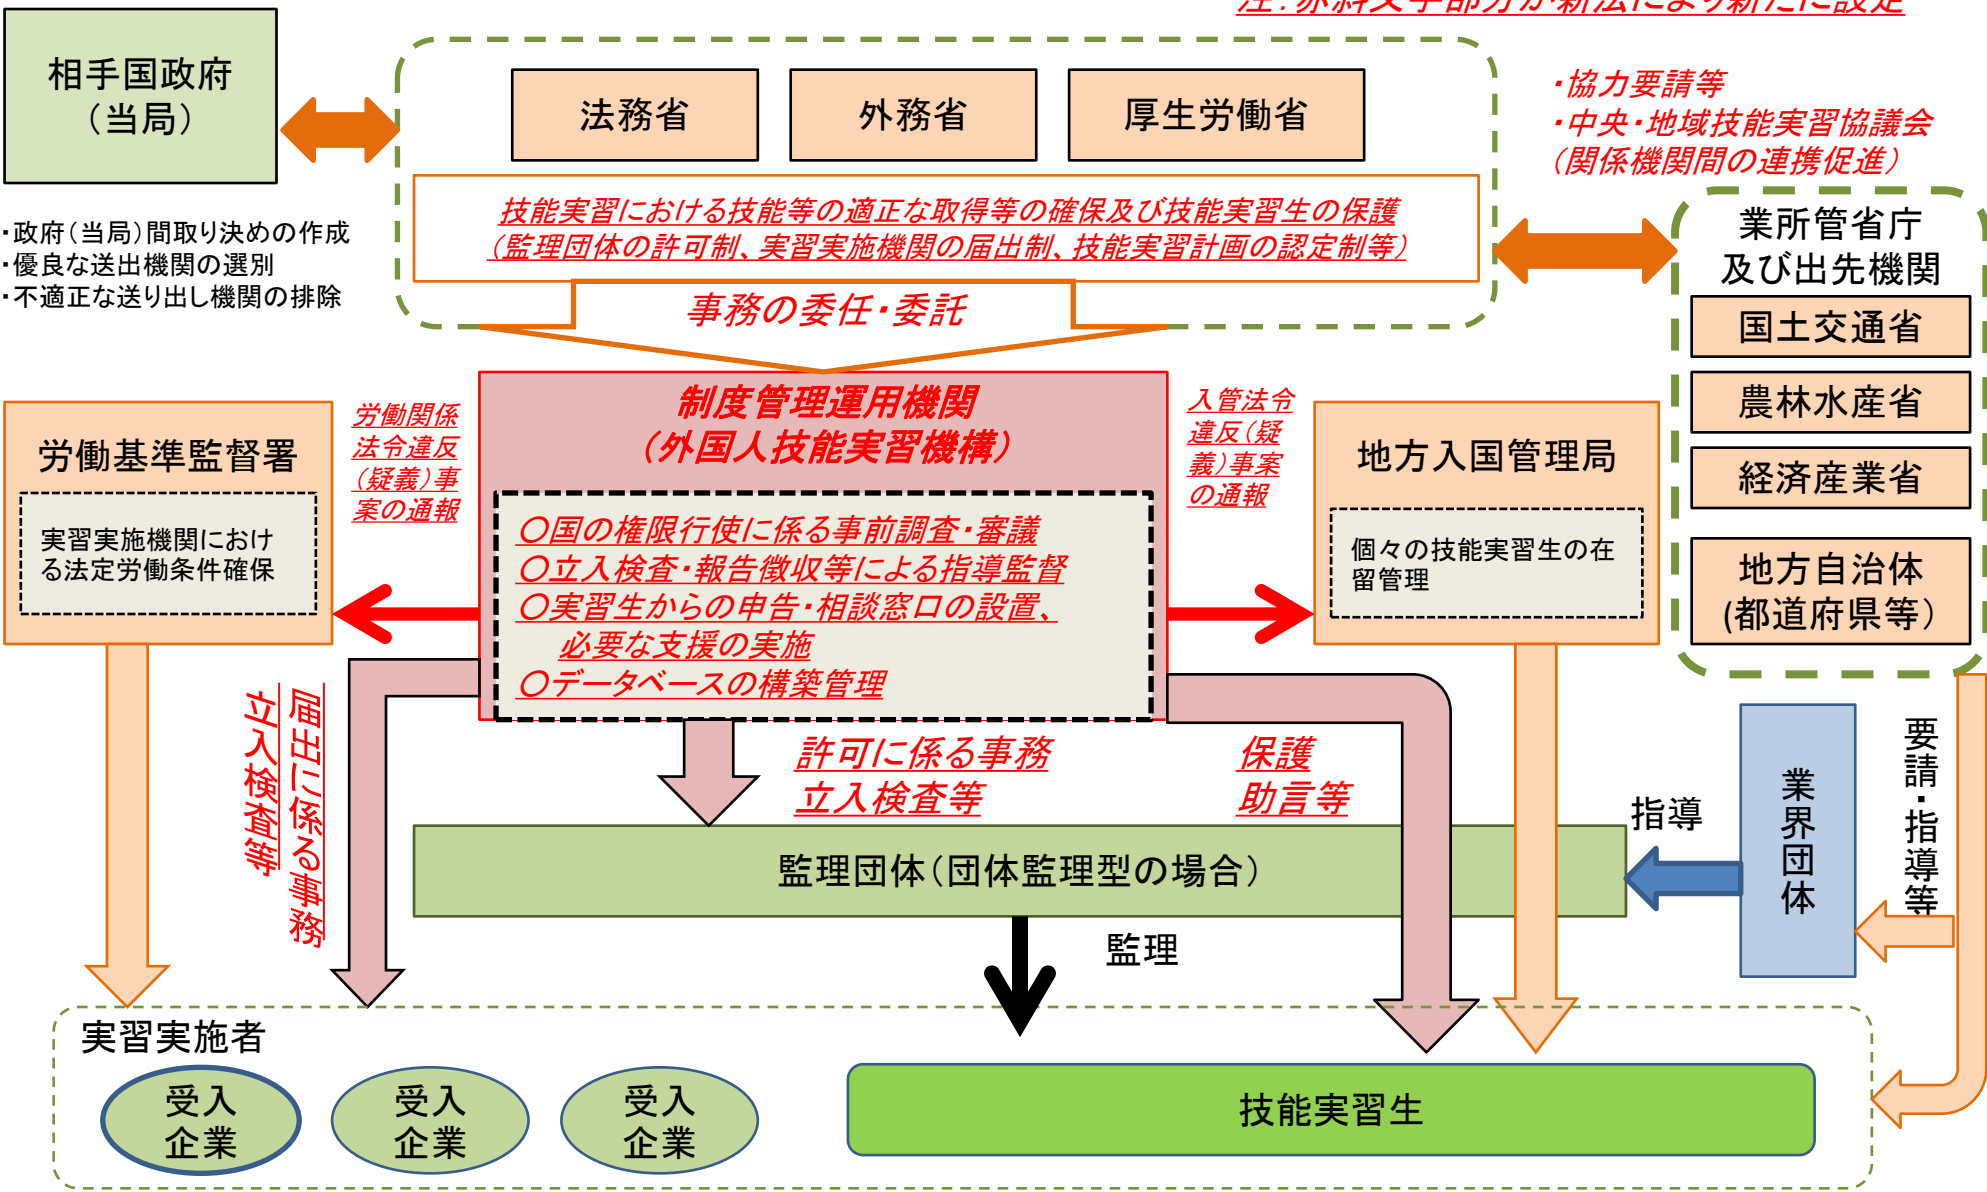 注：赤斜文字部分が新法により新たに設定
相手国政府
（当局）
法務省
外務省
厚生労働省
・協力要請等
・中央・地域技能実習協議会
（関係機関間の連携促進）
技能実習における技能等の適正な取得等の確保及び技能実習生の保護
（監理団体の許可制、実習実施機関の届出制、技能実習計画の認定制等）
・政府（当局）間取り決めの作成
・優良な送出機関の選別
・不適正な送り出し機関の排除
事務の委任・委託
業所管省庁
及び出先機関
国土交通省
農林水産省
経済産業省
地方自治体
(都道府県等）
制度管理運用機関
（外国人技能実習機構）
〇国の権限行使に係る事前調査・審議
〇立入検査・報告徴収等による指導監督
〇実習生からの申告・相談窓口の設置、
必要な支援の実施
〇データベースの構築管理
労働関係
法令違反
（疑義）事
案の通報
入管法令
違反（疑
義）事案
の通報
労働基準監督署
実習実施機関におけ
る法定労働条件確保
地方入国管理局
個々の技能実習生の在
留管理
届出に係る事務
立入検査等
許可に係る事務
立入検査等
保護
助言等
要請・指導等
業界団体
指導
監理団体（団体監理型の場合）
監理
実習実施者
受入
企業
受入
企業
受入
企業
技能実習生